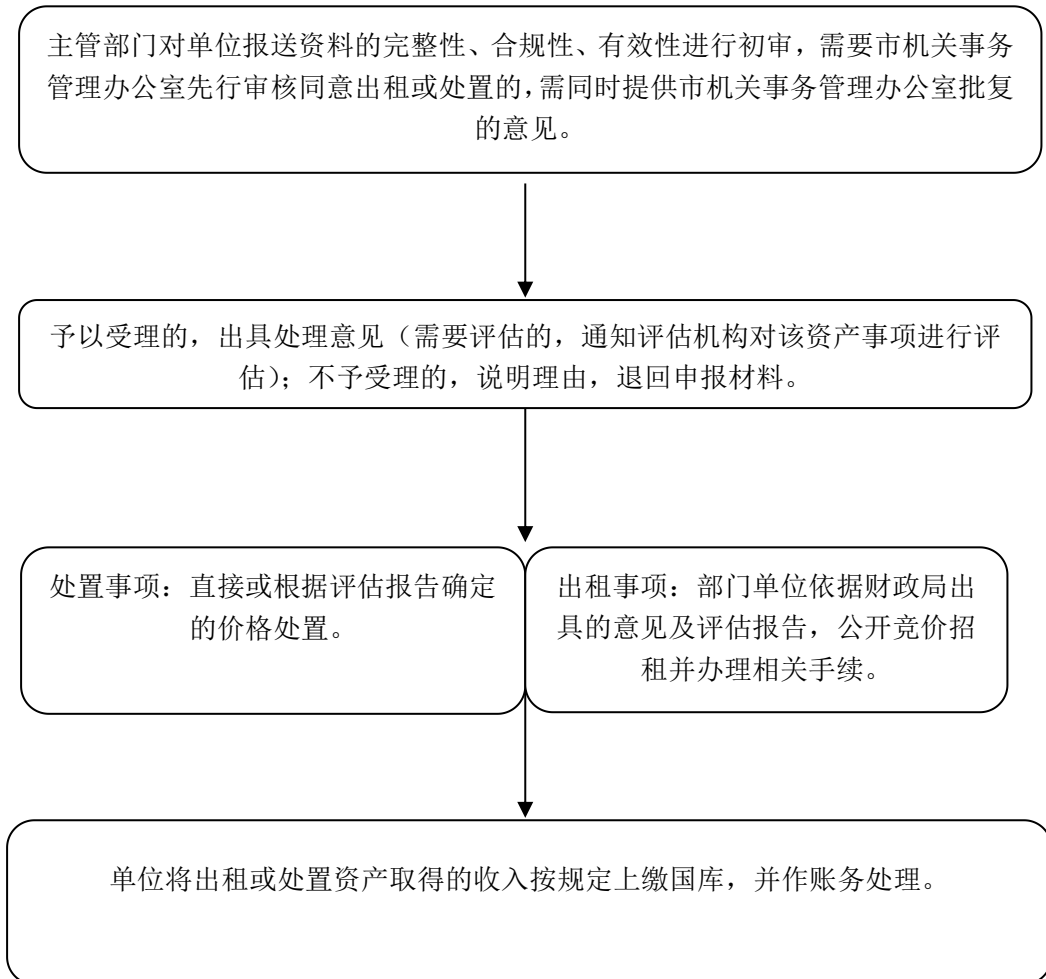 主管部门对单位报送资料的完整性、合规性、有效性进行初审，需要市机关事务
管理办公室先行审核同意出租或处置的，需同时提供市机关事务管理办公室批复
的意见。
予以受理的，出具处理意见（需要评估的，通知评估机构对该资产事项进行评
估）；不予受理的，说明理由，退回申报材料。
处置事项：直接或根据评估报告确定
的价格处置。
出租事项：部门单位依据财政局出
具的意见及评估报告，公开竞价招
租并办理相关手续。
单位将出租或处置资产取得的收入按规定上缴国库，并作账务处理。